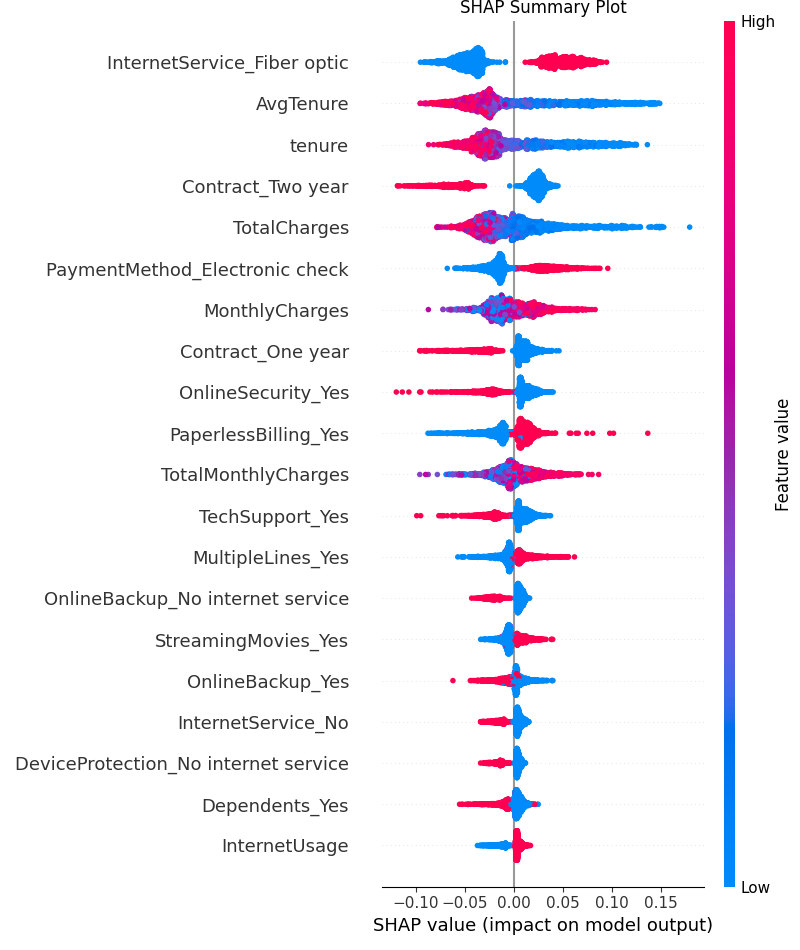 SHAP Summary Plot
High
InternetService_Fiber optic
AvgTenure
tenure
Contract_Two year
TotalCharges
PaymentMethod_Electronic check
MonthlyCharges
Contract_One year
OnlineSecurity_Yes
PaperlessBilling_Yes
TotalMonthlyCharges
TechSupport_Yes
MultipleLines_Yes
OnlineBackup_No internet service
StreamingMovies_Yes
OnlineBackup_Yes
InternetService_No
DeviceProtection_No internet service
Dependents_Yes
InternetUsage
Feature value
Low
−0.10 −0.05 0.00 0.05 0.10 0.15
SHAP value (impact on model output)